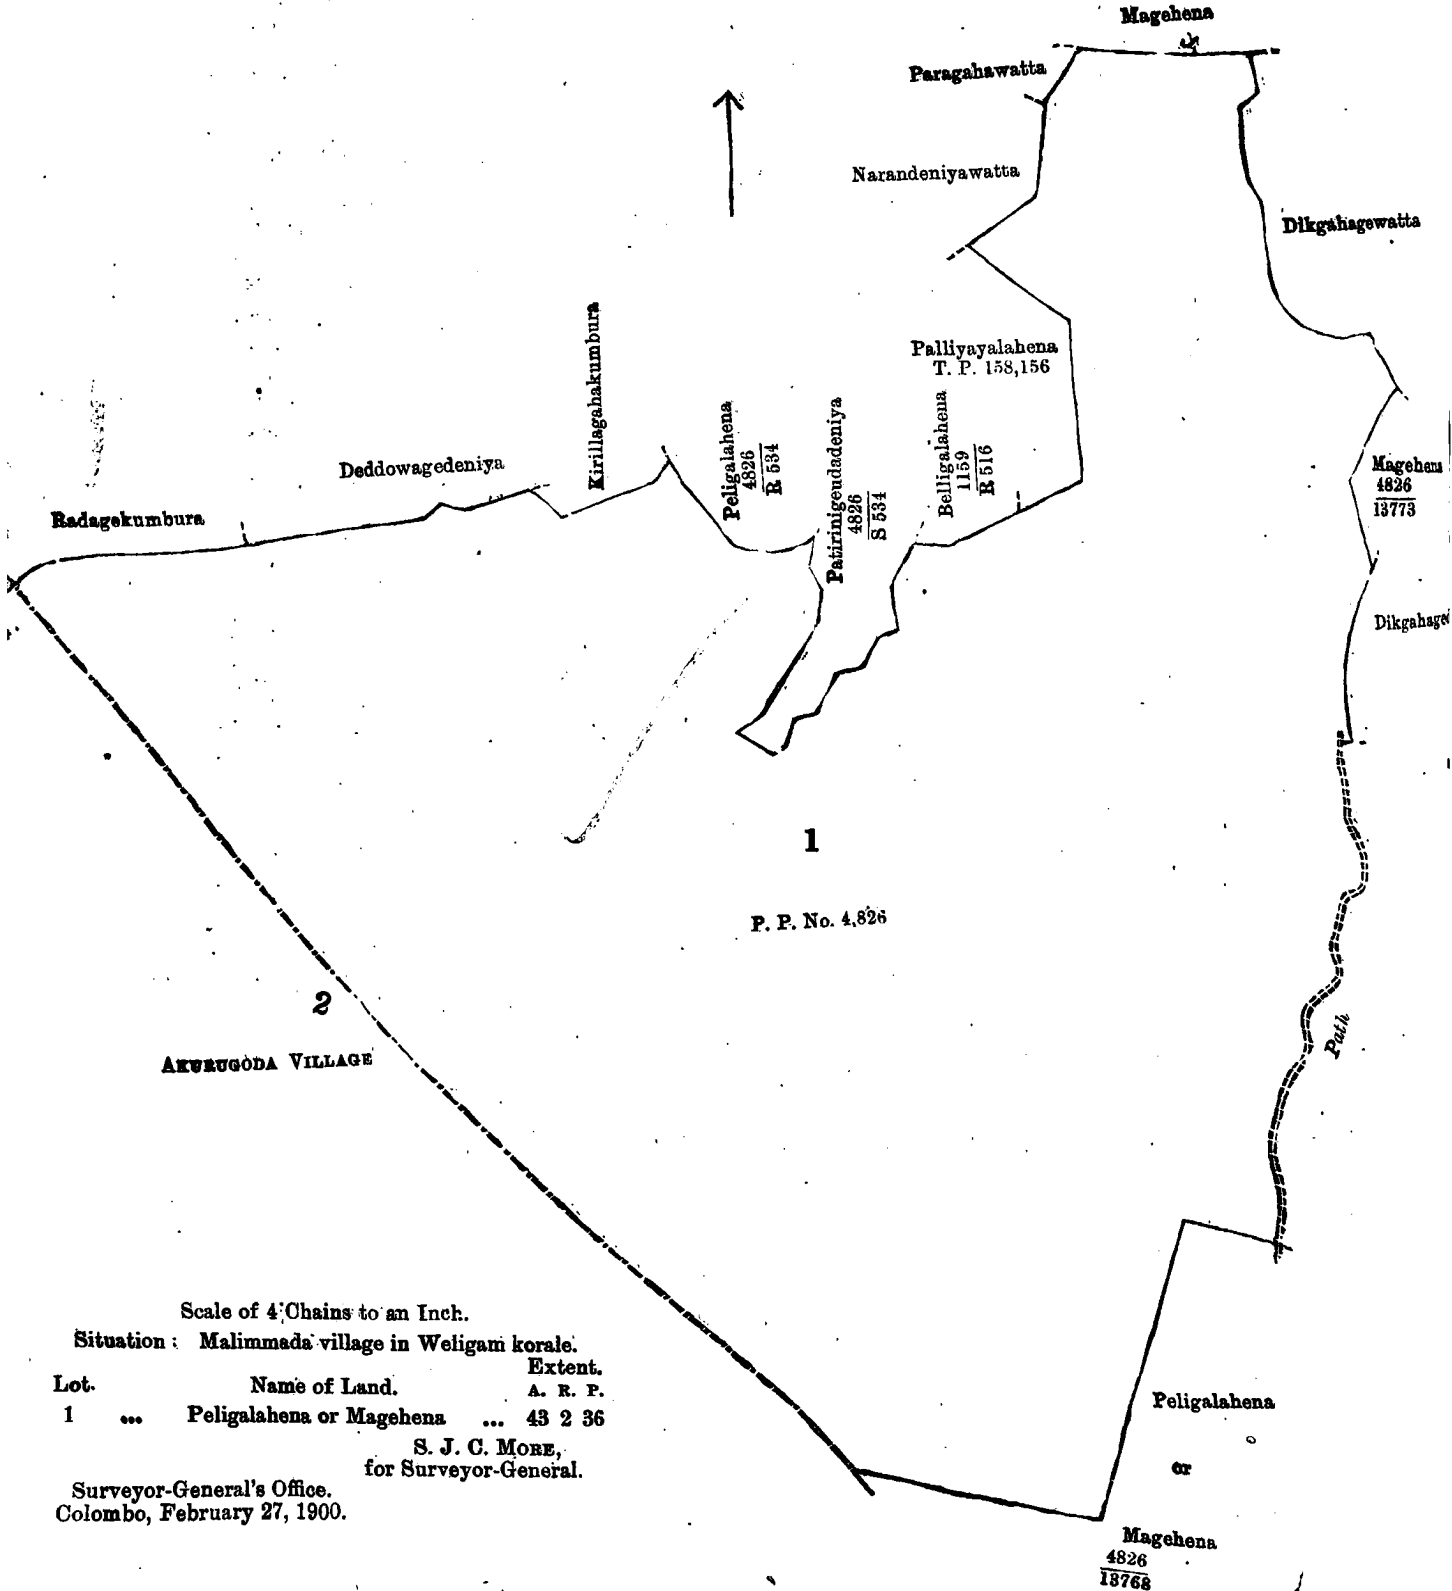 Magehena
Paragahawatta
Narandeniyawatta
Dikgahagewatta
Palliyayalahena
T. P. 158,156
Kirillagahakumbura
Peligalahena
4826
R 534
Patirinigeudadeniya
4826
S 534
Belligalahena
1159
R 516
Deddowagedeniya
Radagekumbura
Magehena
4826
13773
Dikgahaged
1
P. P. No. 4,826
2
AKURUGODA VILLAGE
Path
Scale of 4 Chains to an Inch.
Situation : Malimmada village in Weligam korale.
Extent.
Lot. Name of Land. A. R. P.
1 ... Peligalahena or Magehena ... 43 2 36
S. J. C. MORE,
for Surveyor-General.
Surveyor-General's Office.
Colombo, February 27, 1900.
Peligalahena
or
Magehena
4826
13768